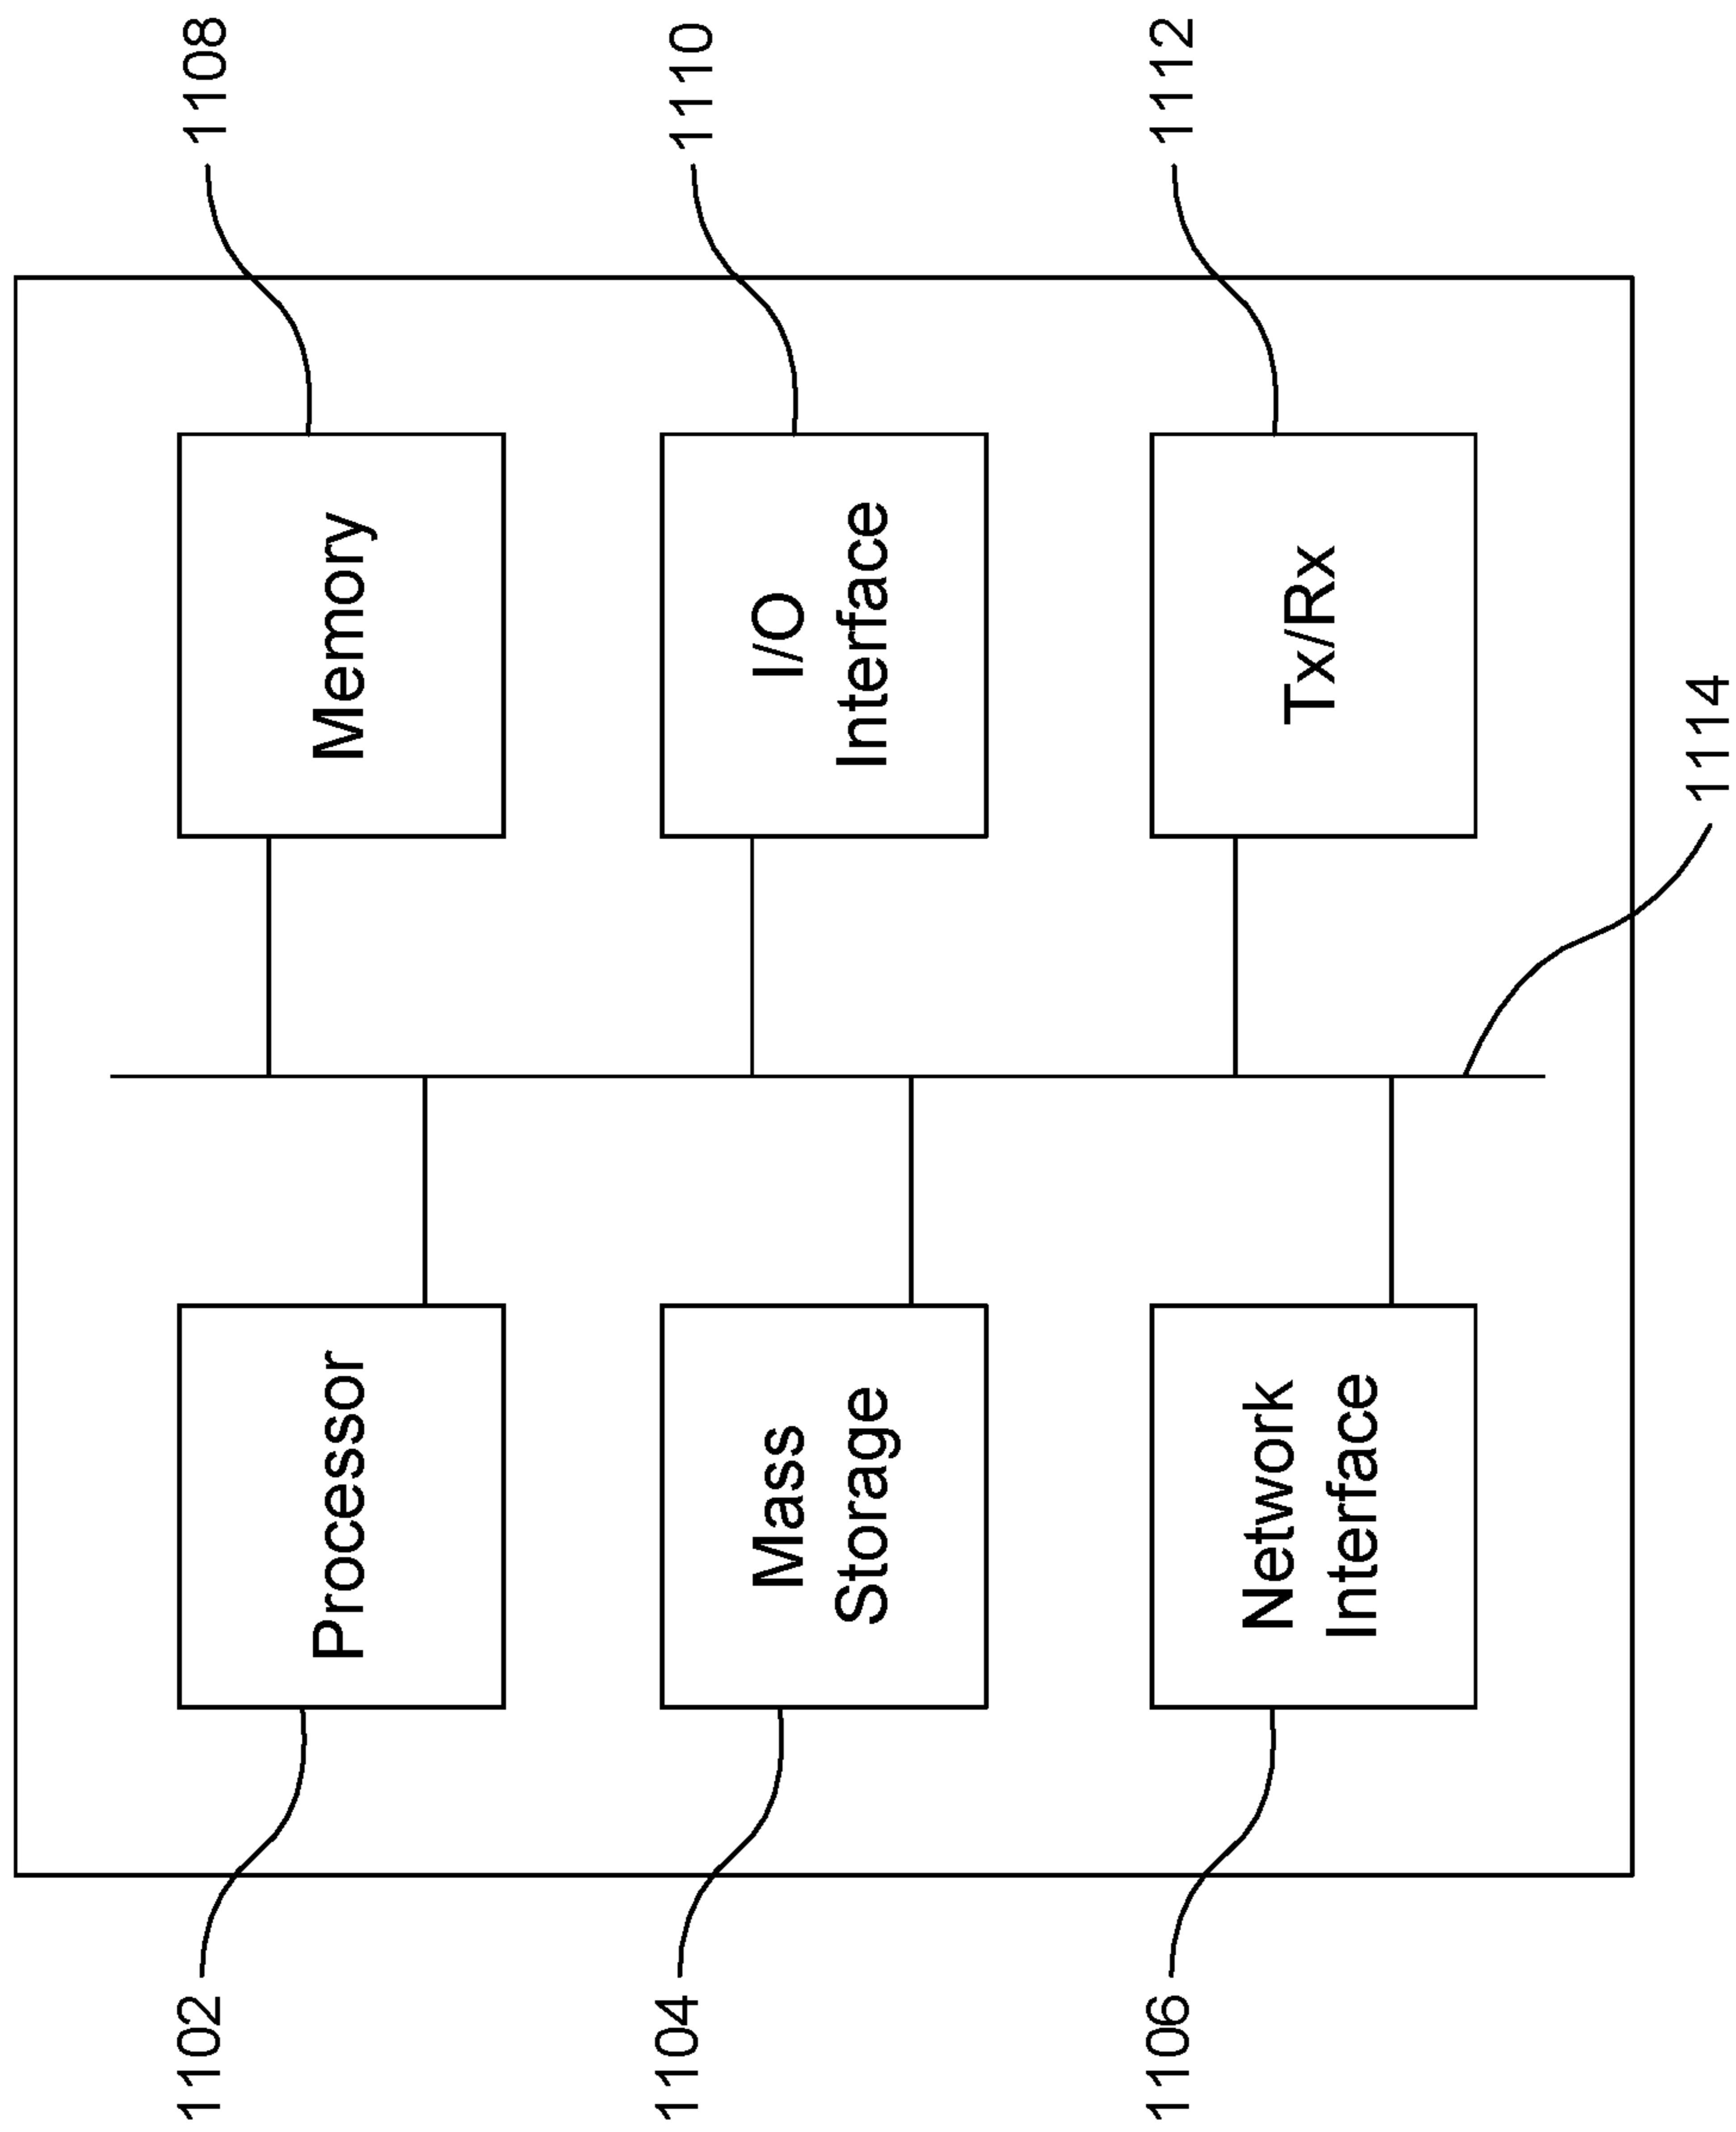 1102
Processor
Memory
1108
1104
Mass
Storage
I/O
Interface
1110
1106
Network
Interface
Tx/Rx
1112
1114